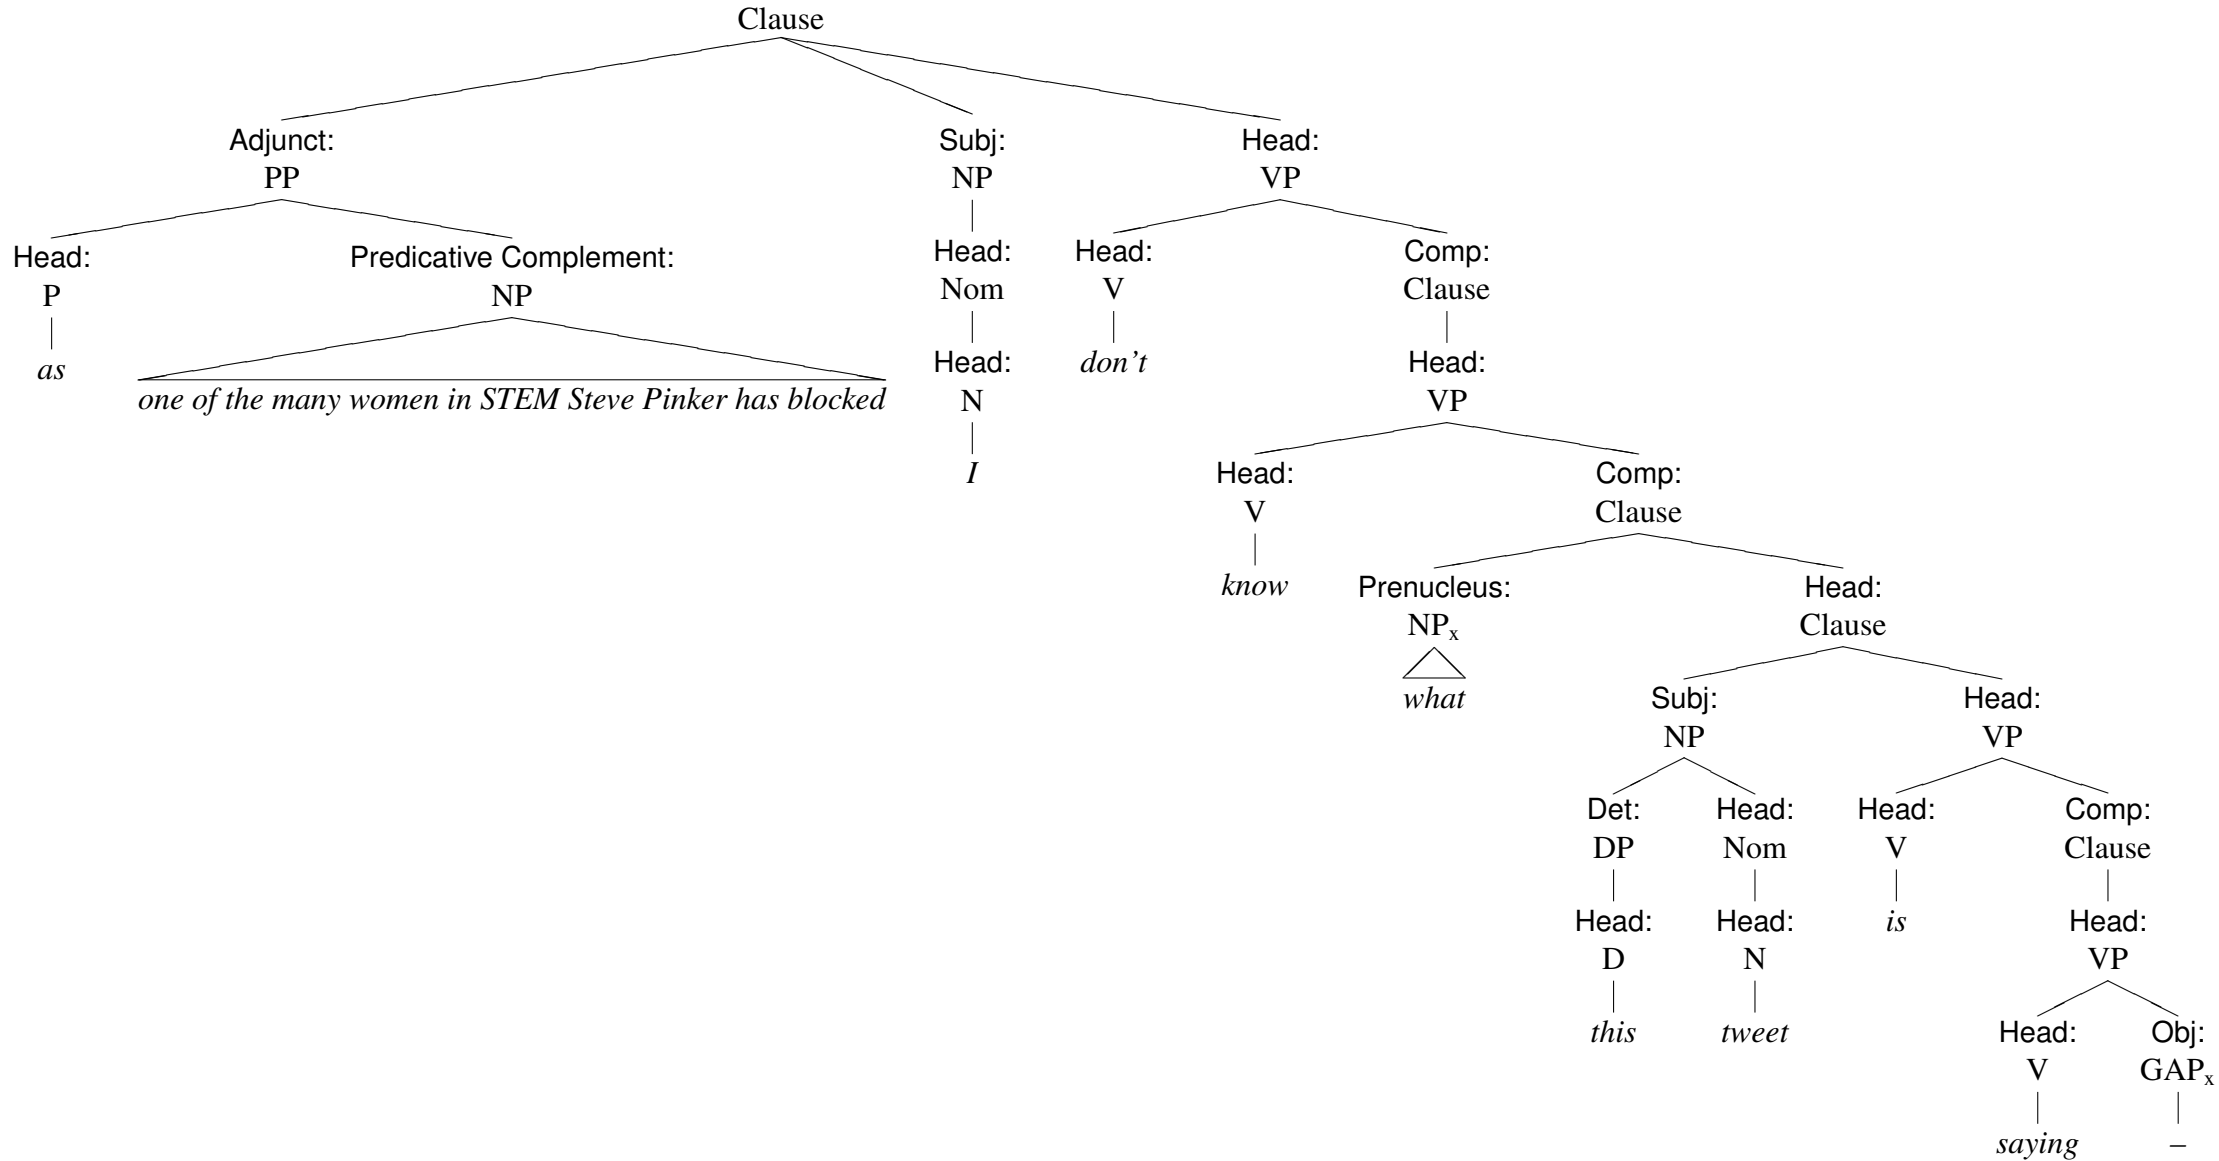 Clause
Adjunct: Subj: Head:
PP NP VP
Head: Predicative Complement: Head: Head: Comp:
P NP Nom V Clause
as one of the many women in STEM Steve Pinker has blocked Head: don't Head:
N VP
I Head: Comp:
V Clause
know Prenucleus: Head:
NPx Clause
what Subj: Head:
NP VP
Det: Head: Head: Comp:
DP Nom V Clause
Head: Head: is Head:
D N VP
this tweet Head: Obj:
V GAPx
saying –